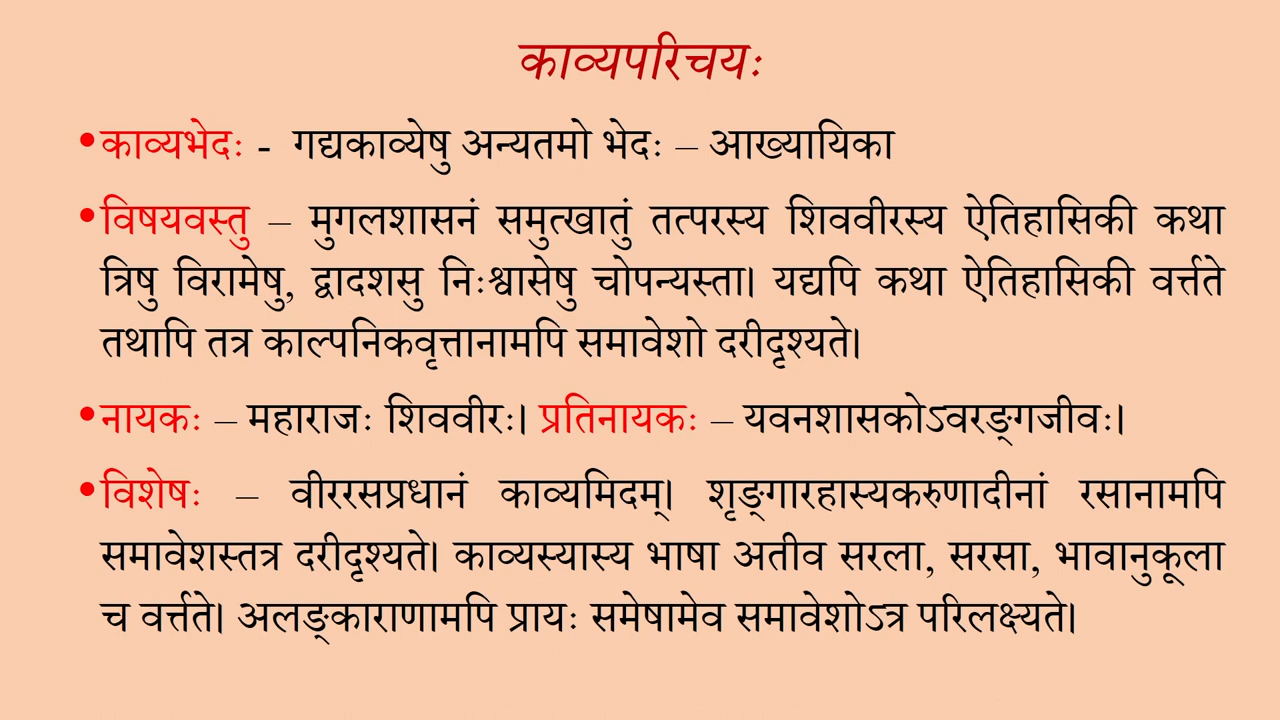 काव्यपरिचयः
•काव्यभेदः - गद्यकाव्येषु अन्यतमो भेदः – आख्यायिका
•विषयवस्तु – मुगलशासनं समुत्खातुं तत्परस्य शिववीरस्य ऐतिहासिकी कथा
त्रिषु विरामेषु, द्वादशसु निःश्वासेषु चोपन्यस्ता। यद्यपि कथा ऐतिहासिकी वर्त्तते
तथापि तत्र काल्पनिकवृत्तानामपि समावेशो दरीदृश्यते।
•नायकः – महाराजः शिववीरः। प्रतिनायकः – यवनशासकोऽवरङ्गजीवः।
•विशेषः – वीररसप्रधानं काव्यमिदम्। शृङ्गारहास्यकरुणादीनां रसानामपि
समावेशस्तत्र दरीदृश्यते। काव्यस्यास्य भाषा अतीव सरला, सरसा, भावानुकूला
च वर्त्तते। अलङ्काराणामपि प्रायः समेषामेव समावेशोऽत्र परिलक्ष्यते।